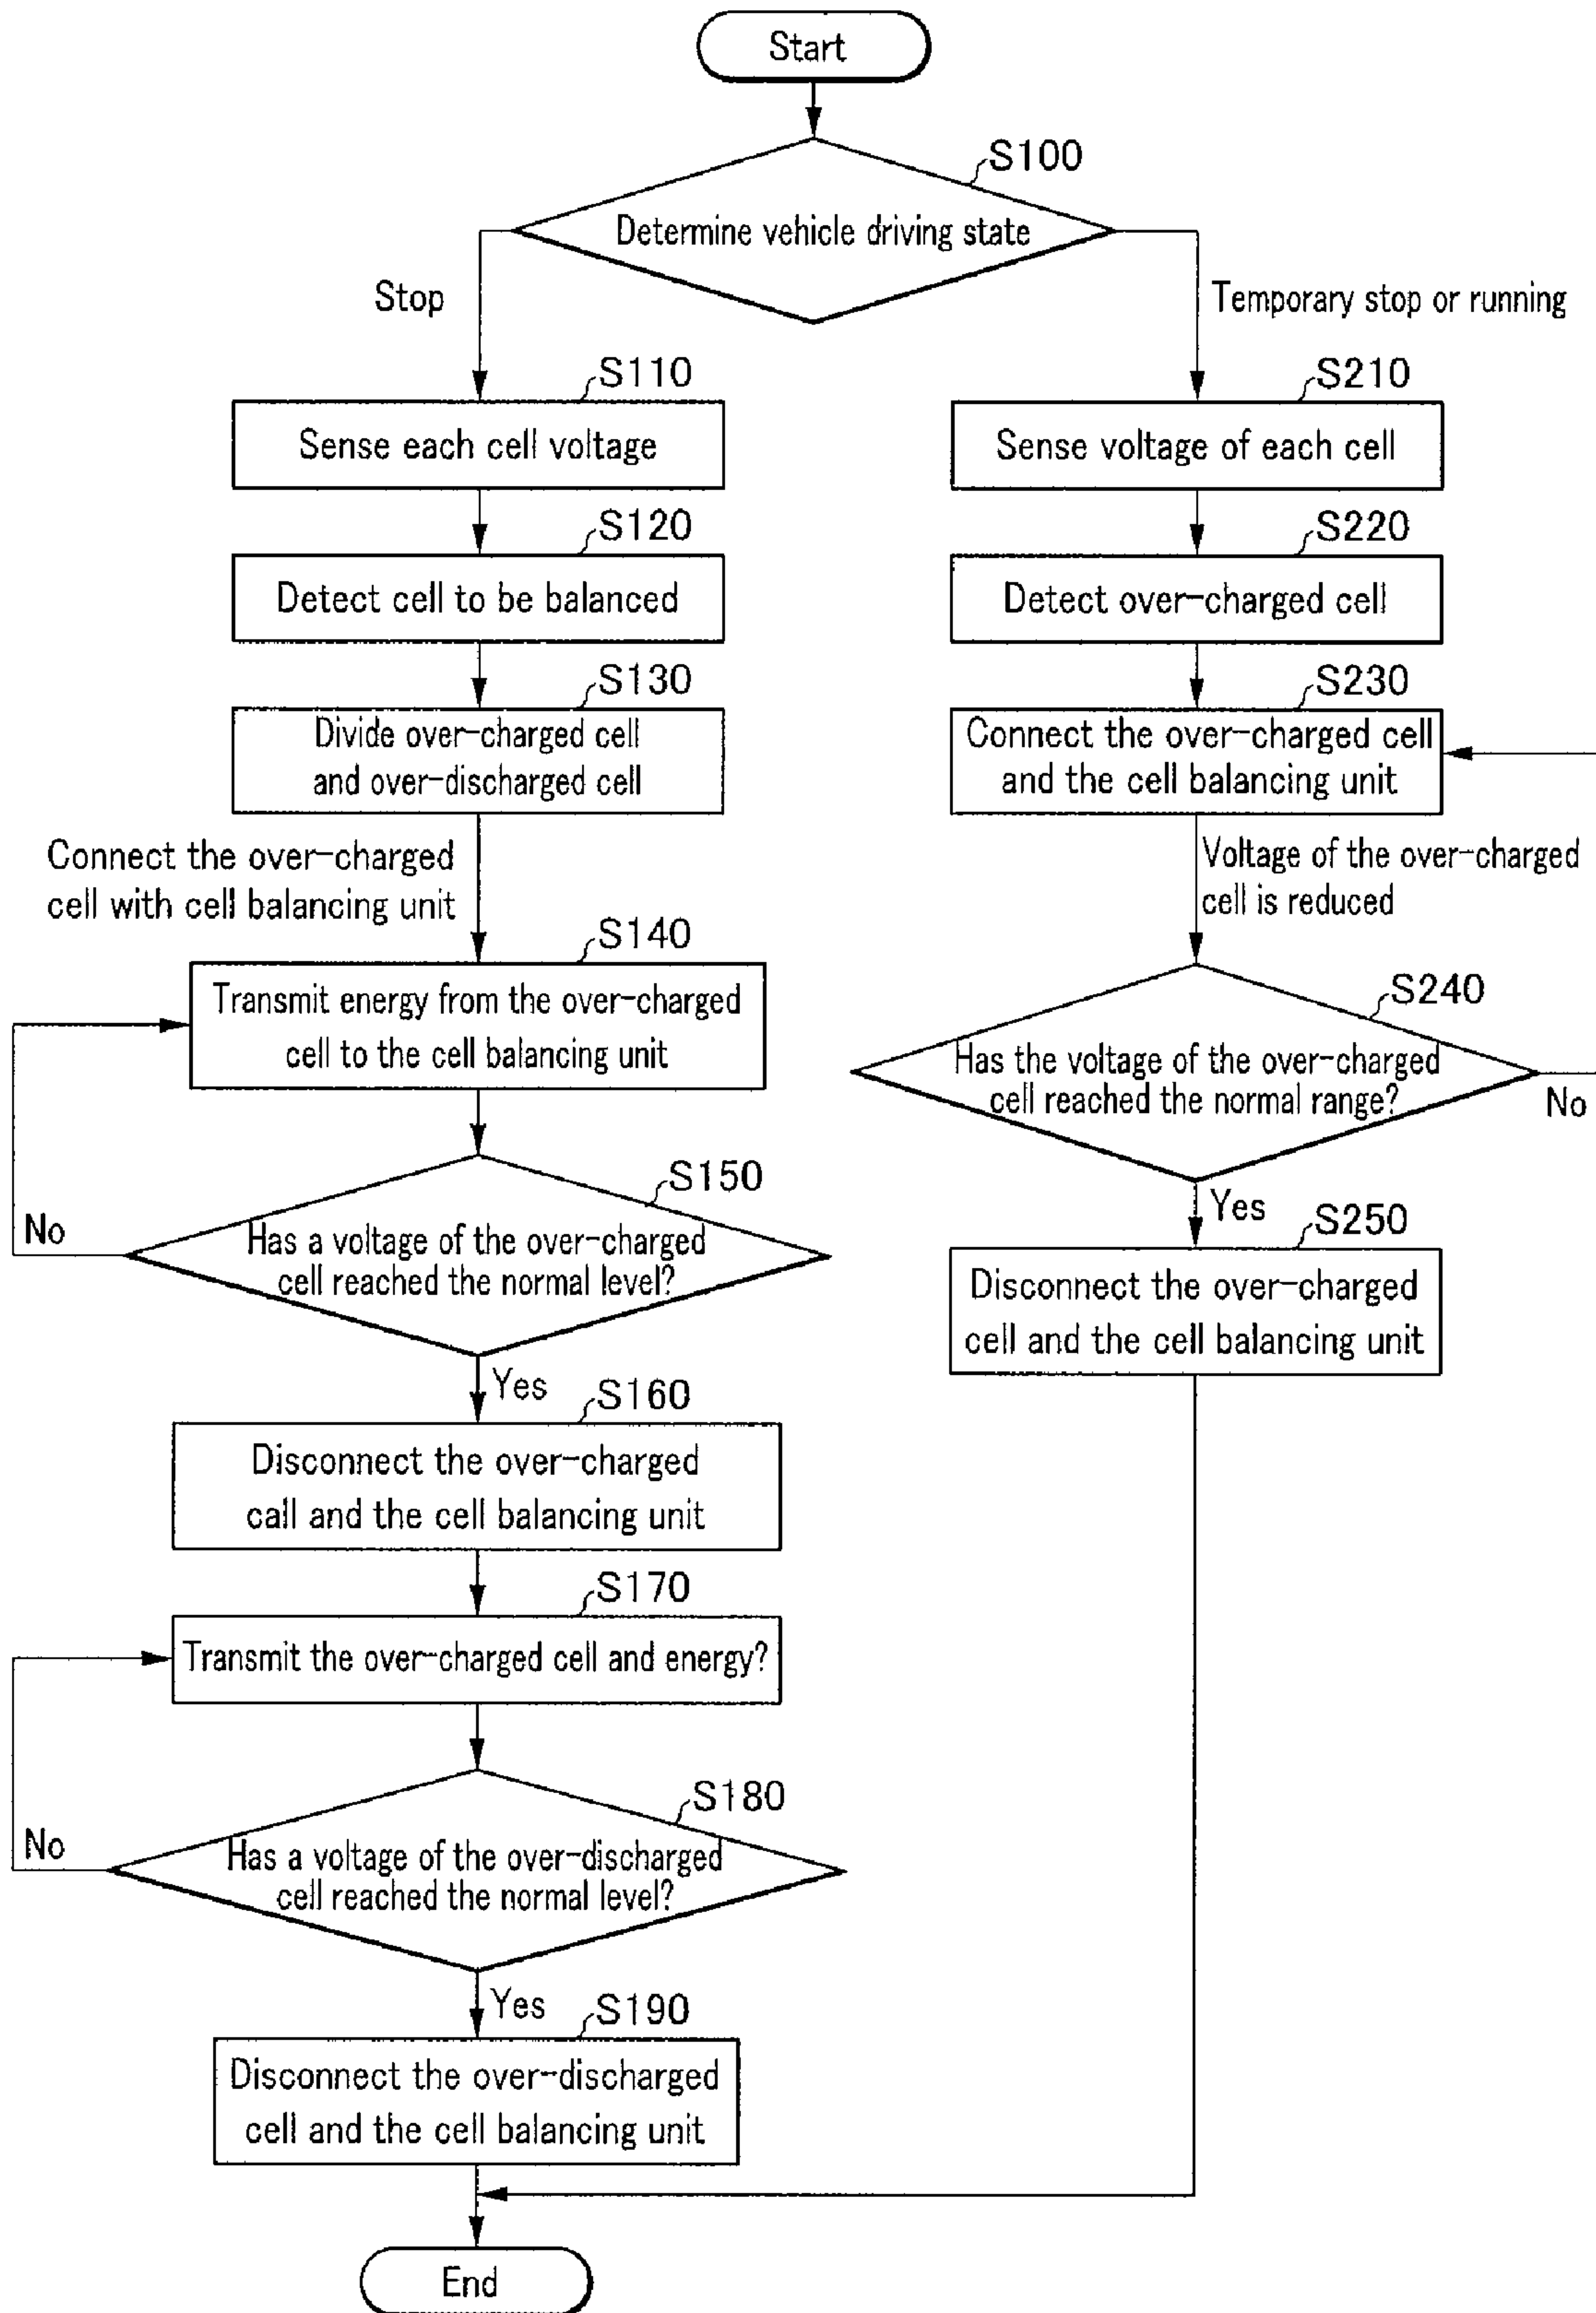 Start
S100
Determine vehicle driving state
Stop
Temporary stop or running
S110
Sense each cell voltage
S120
Detect cell to be balanced
S130
Divide over-charged cell
and over-discharged cell
Connect the over-charged
cell with cell balancing unit
S140
Transmit energy from the over-charged
cell to the cell balancing unit
S150
Has a voltage of the over-charged
cell reached the normal level?
No
Yes
S160
Disconnect the over-charged
call and the cell balancing unit
S170
Transmit the over-charged cell and energy?
S180
Has a voltage of the over-discharged
cell reached the normal level?
No
Yes
S190
Disconnect the over-discharged
cell and the cell balancing unit
S210
Sense voltage of each cell
S220
Detect over-charged cell
S230
Connect the over-charged cell
and the cell balancing unit
Voltage of the over-charged
cell is reduced
S240
Has the voltage of the over-charged
cell reached the normal range?
No
Yes
S250
Disconnect the over-charged
cell and the cell balancing unit
End